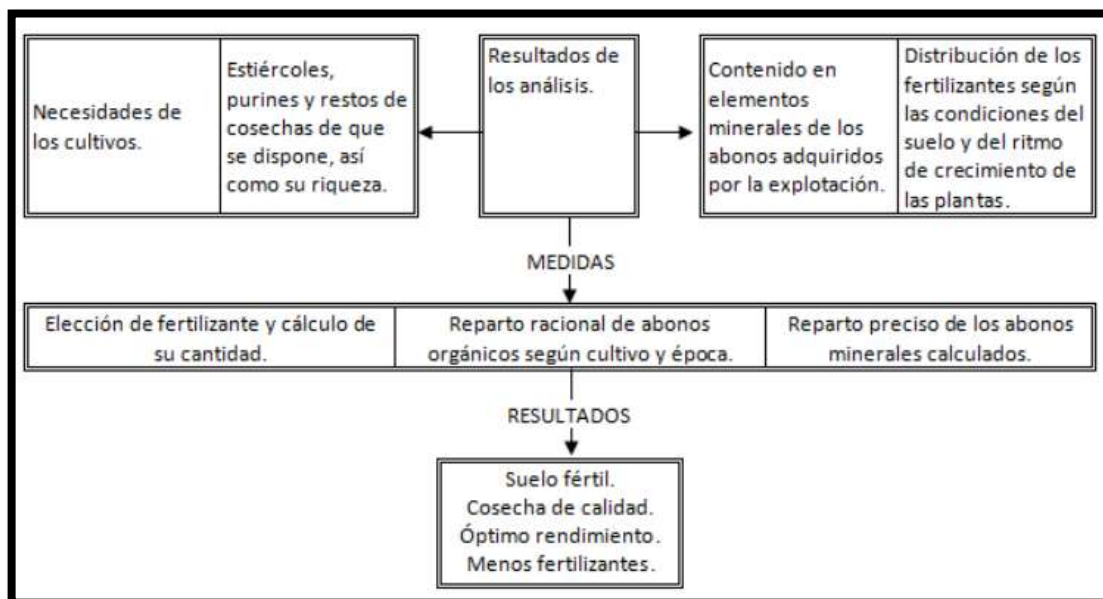 Necesidades de
los cultivos.
Estiércoles,
purines y restos de
cosechas de que
se dispone, así
como su riqueza.
Resultados de
los análisis.
Contenido en
elementos
minerales de los
abonos adquiridos
por la explotación.
Distribución de los
fertilizantes según
las condiciones del
suelo y del ritmo
de crecimiento de
las plantas.
MEDIDAS
Elección de fertilizante y cálculo de
su cantidad.
Reparto racional de abonos
orgánicos según cultivo y época.
Reparto preciso de los abonos
minerales calculados.
RESULTADOS
Suelo fértil.
Cosecha de calidad.
Óptimo rendimiento.
Menos fertilizantes.